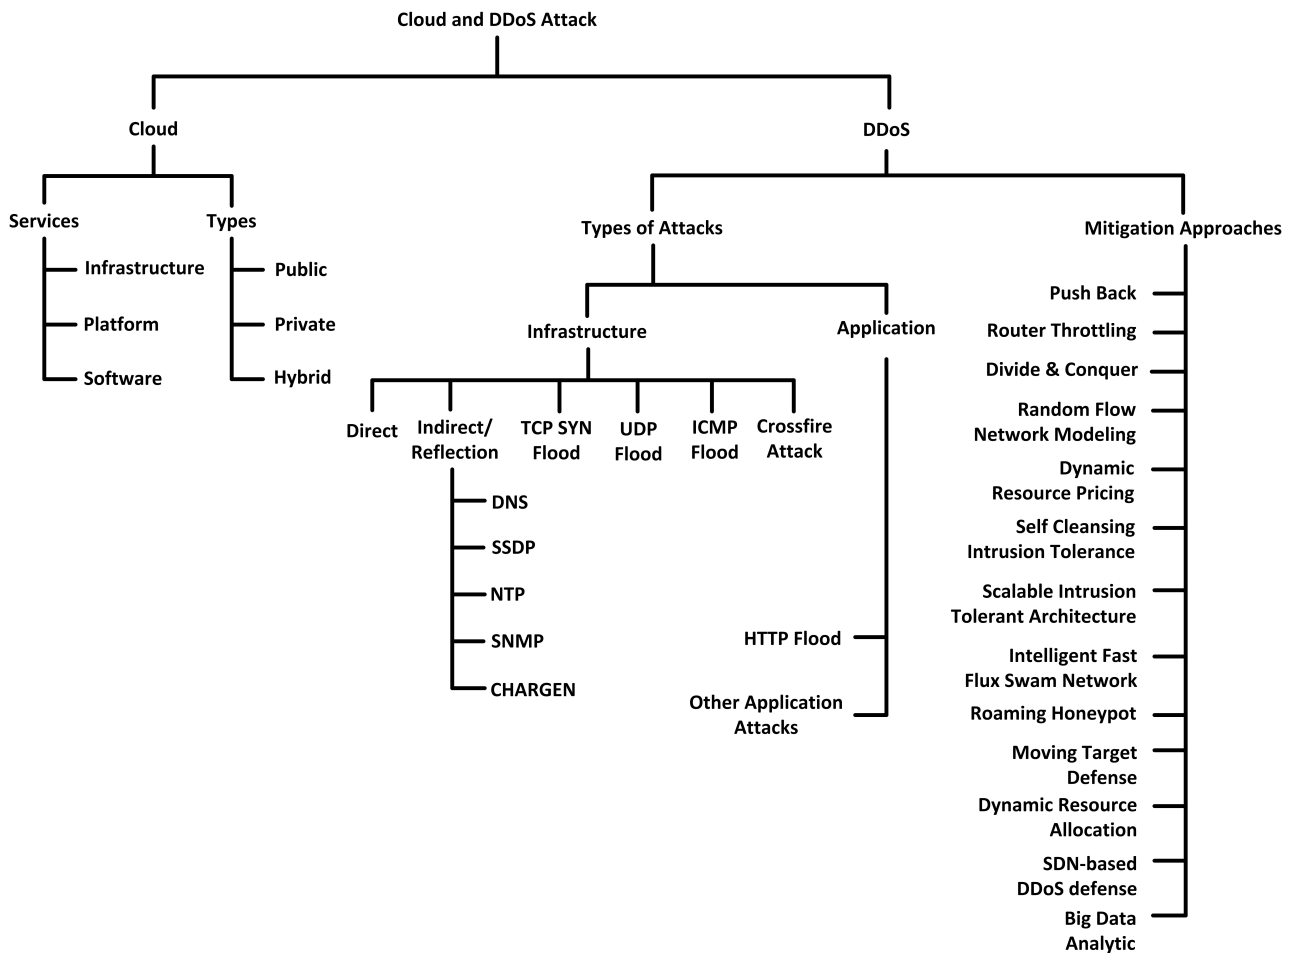 Cloud and DDoS Attack
Cloud
DDoS
Services
Types
Infrastructure
Platform
Software
Public
Private
Hybrid
Types of Attacks
Mitigation Approaches
Infrastructure
Application
Direct
Indirect/
Reflection
TCP SYN
Flood
UDP
Flood
ICMP
Flood
Crossfire
Attack
DNS
SSDP
NTP
SNMP
CHARGEN
HTTP Flood
Other Application
Attacks
Push Back
Router Throttling
Divide & Conquer
Random Flow
Network Modeling
Dynamic
Resource Pricing
Self Cleansing
Intrusion Tolerance
Scalable Intrusion
Tolerant Architecture
Intelligent Fast
Flux Swam Network
Roaming Honeypot
Moving Target
Defense
Dynamic Resource
Allocation
SDN-based
DDoS defense
Big Data
Analytic